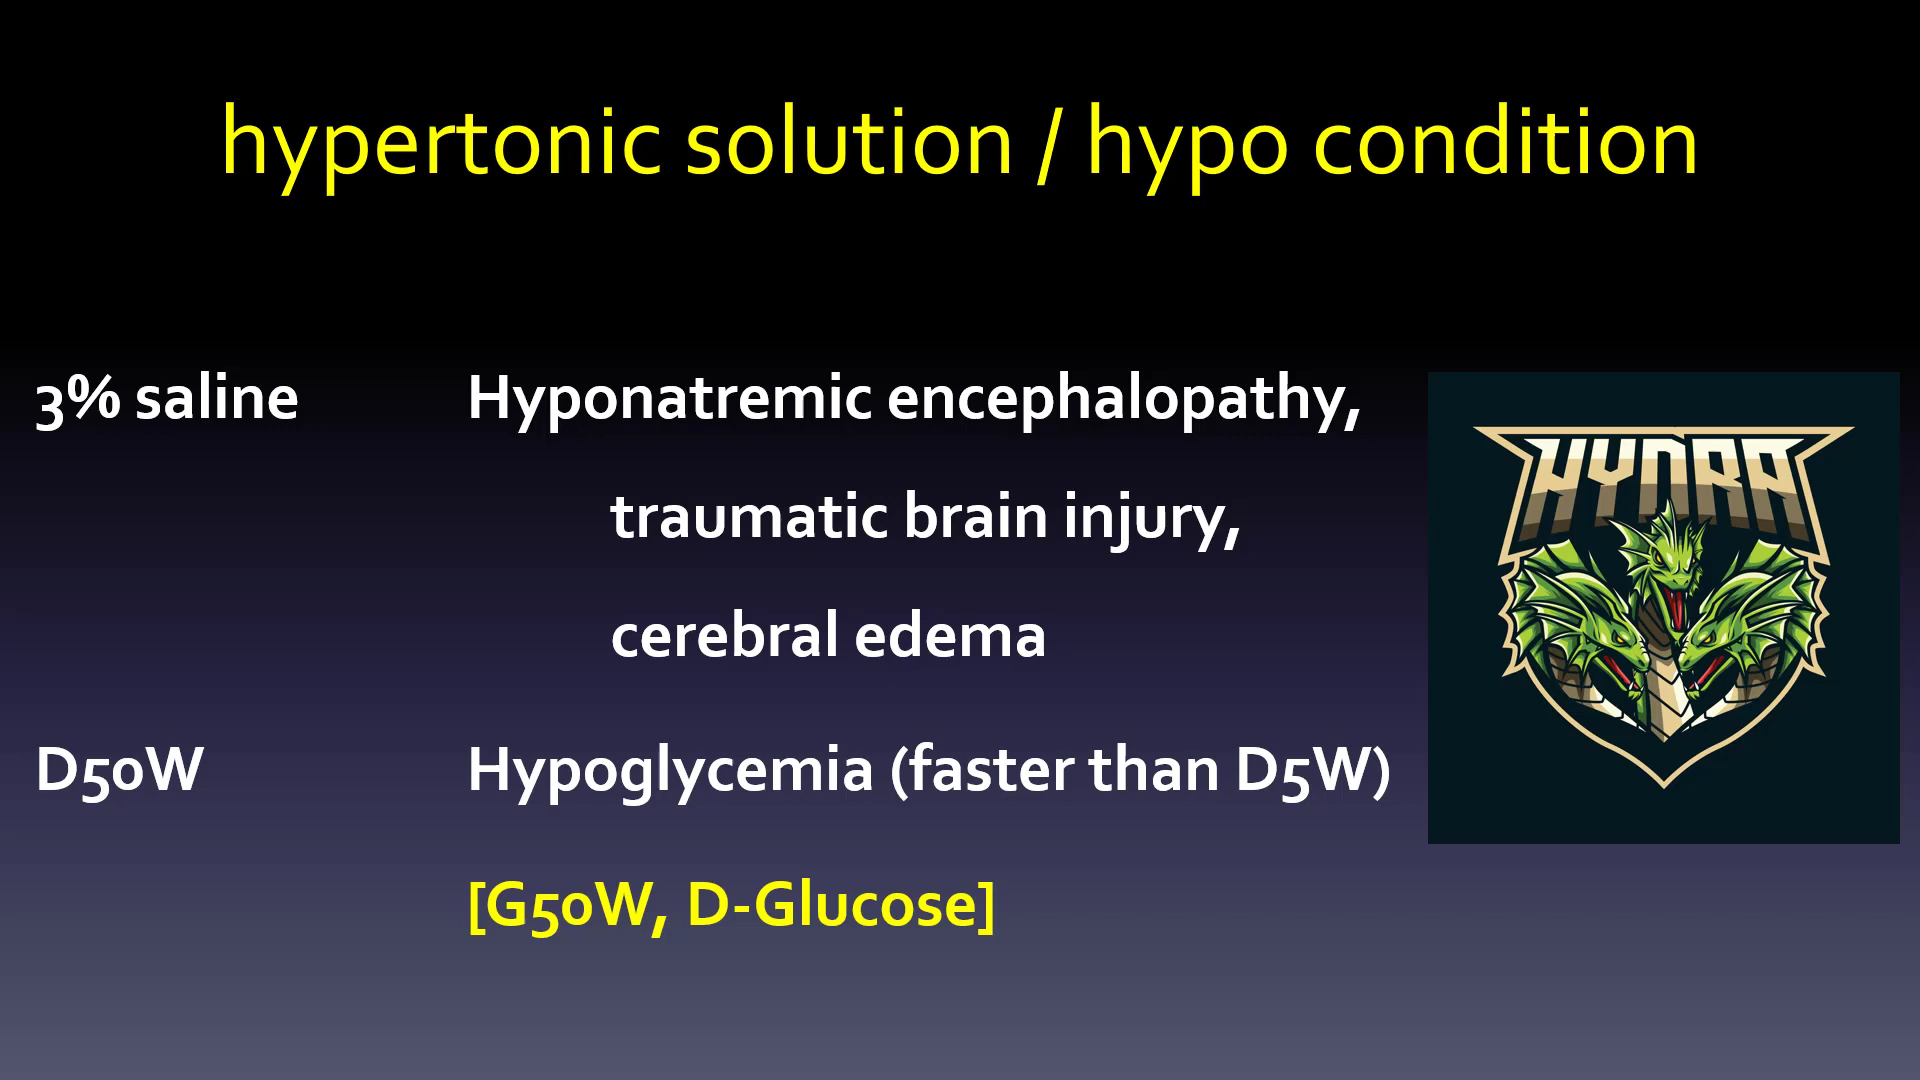 hypertonic solution / hypo condition
3% saline Hyponatremic encephalopathy,
traumatic brain injury,
cerebral edema
HYDRA
D50W Hypoglycemia (faster than D5W)
[G50W, D-Glucose]